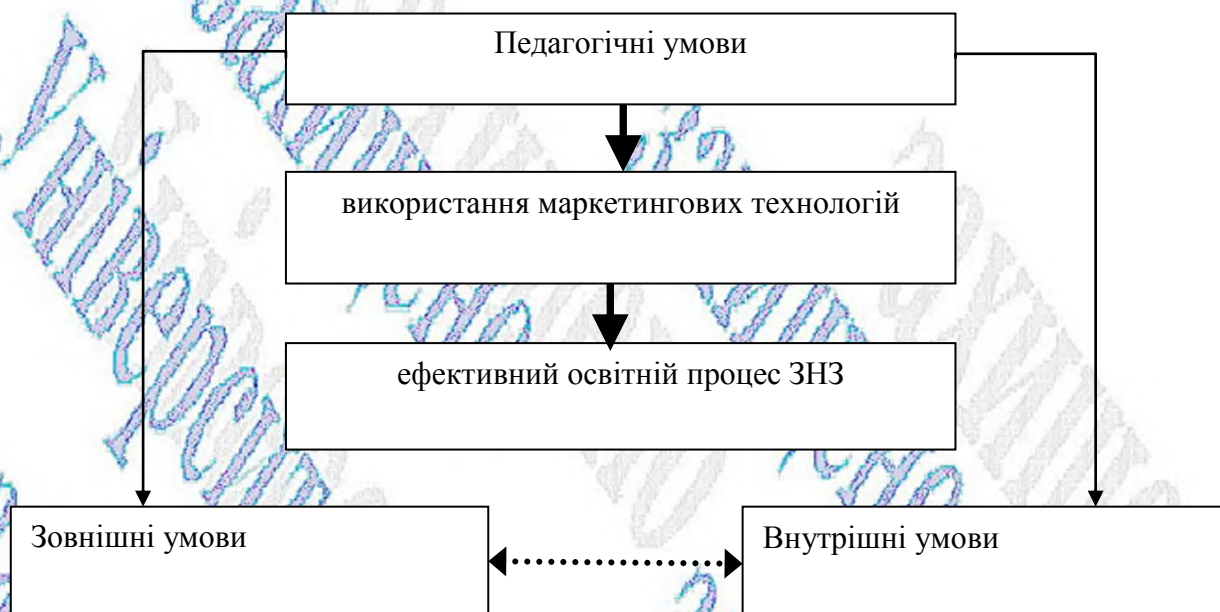 Педагогічні умови
використання маркетингових технологій
ефективний освітній процес ЗНЗ
Зовнішні умови
Внутрішні умови